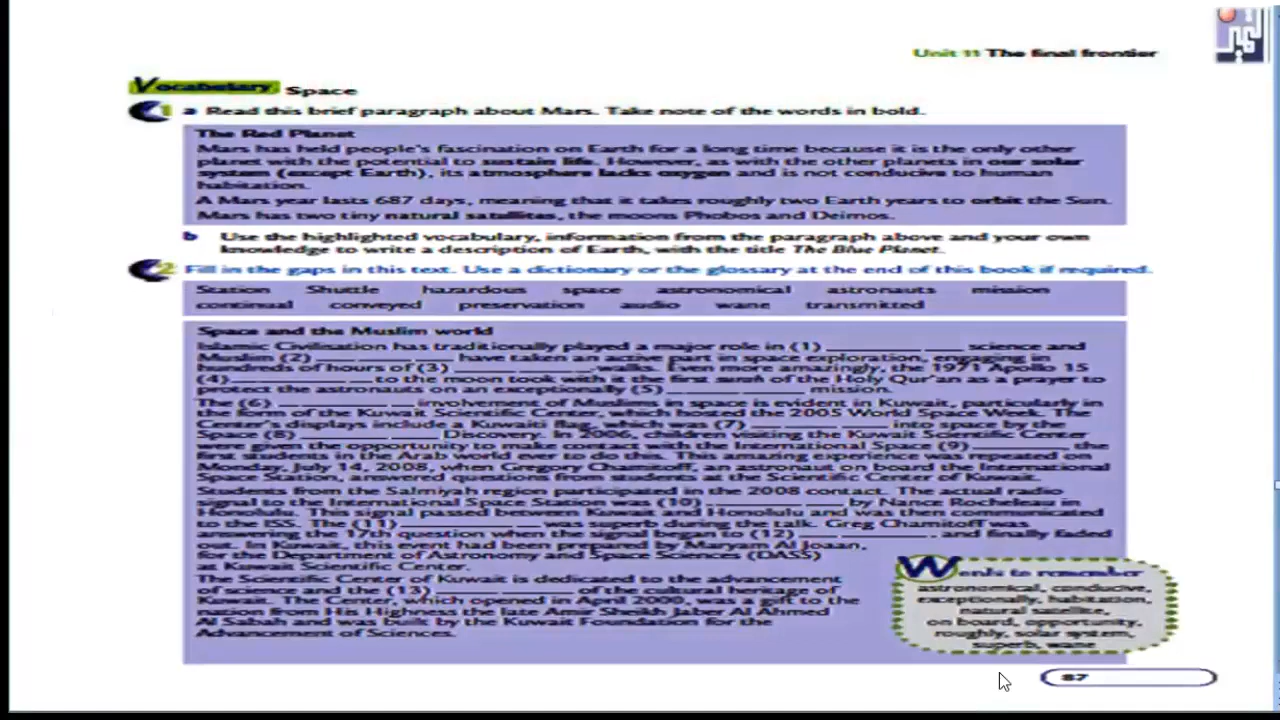 Unit 11 The final frontier
Vocabulary Space
1 a Read this brief paragraph about Mars. Take note of the words in bold.
The Red Planet
Mars has held people's fascination on Earth for a long time because it is the only other
planet with the potential to sustain life. However, as with the other planets in our solar
system (except Earth), its atmosphere lacks oxygen and is not conducive to human
habitation.
A Mars year lasts 687 days, meaning that it takes roughly two Earth years to orbit the Sun.
Mars has two tiny natural satellites, the moons Phobos and Deimos.
b Use the highlighted vocabulary, information from the paragraph above and your own
knowledge to write a description of Earth, with the title The Blue Planet.
2 Fill in the gaps in this text. Use a dictionary or the glossary at the end of this book if required.
Station Shuttle hazardous space astronomical astronauts mission
continual conveyed preservation audio wane transmitted
Space and the Muslim world
Islamic Civilisation has traditionally played a major role in (1) ____________ science and
Muslim (2) ____________ have taken an active part in space exploration, engaging in
hundreds of hours of (3) ____________ walks. Even more amazingly, the 1971 Apollo 15
(4) ____________ to the moon took with it the first surah of the Holy Qur'an as a prayer to
protect the astronauts on an exceptionally (5) ____________ mission.
The (6) ____________ involvement of Muslims in space is evident in Kuwait, particularly in
the form of the Kuwait Scientific Center, which hosted the 2005 World Space Week. The
Center's displays include a Kuwaiti flag, which was (7) ____________ into space by the
Space (8) ____________ Discovery. In 2006, children visiting the Kuwait Scientific Center
were given the opportunity to make contact with the International Space (9) ________ the
first students in the Arab world ever to do this. This amazing experience was repeated on
Monday, July 14, 2008, when Gregory Chamitoff, an astronaut on board the International
Space Station, answered questions from students at the Scientific Center of Kuwait.
Students from the Salmiyah region participated in the 2008 contact. The actual radio
signal to the International Space Station was (10) ____________ by Nance Rocheleau in
Honolulu. This signal passed between Kuwait and Honolulu and was then communicated
to the ISS. The (11) ____________ was superb during the talk. Greg Chamitoff was
answering the 17th question when the signal began to (12) ____________, and finally faded
out. In Kuwait, this event had been prepared by Maryam Al Joaan,
for the Department of Astronomy and Space Sciences (DASS)
at Kuwait Scientific Center.
The Scientific Center of Kuwait is dedicated to the advancement
of science and the (13) ____________ of the cultural heritage of
Kuwait. The Center, which opened in April 2000, was a gift to the
nation from His Highness the late Amir Sheikh Jaber Al Ahmed
Al Sabah and was built by the Kuwait Foundation for the
Advancement of Sciences.
Words to remember
astronomical, conducive,
exceptionally, habitation,
natural satellite,
on board, opportunity,
roughly, solar system,
superb, wane
87